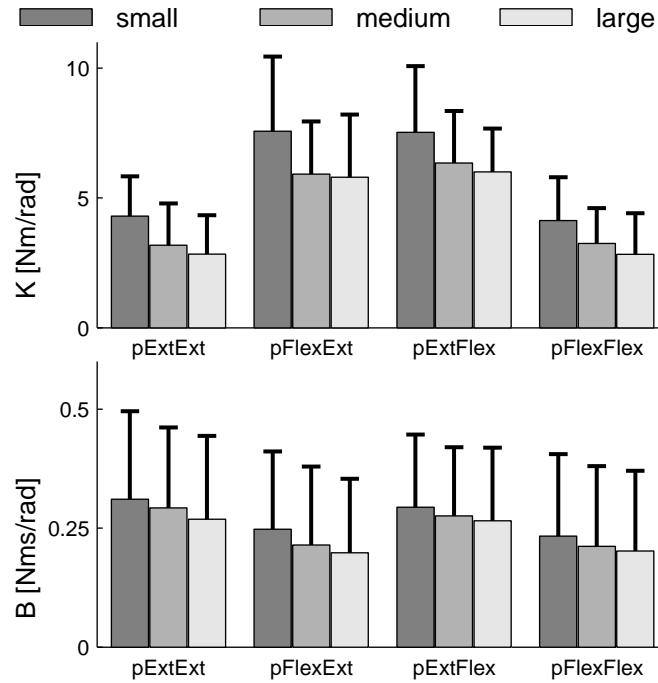 small medium large
10
5
0
K [Nm/rad]
pExtExt pFlexExt pExtFlex pFlexFlex
0.5
0.25
0
B [Nms/rad]
pExtExt pFlexExt pExtFlex pFlexFlex